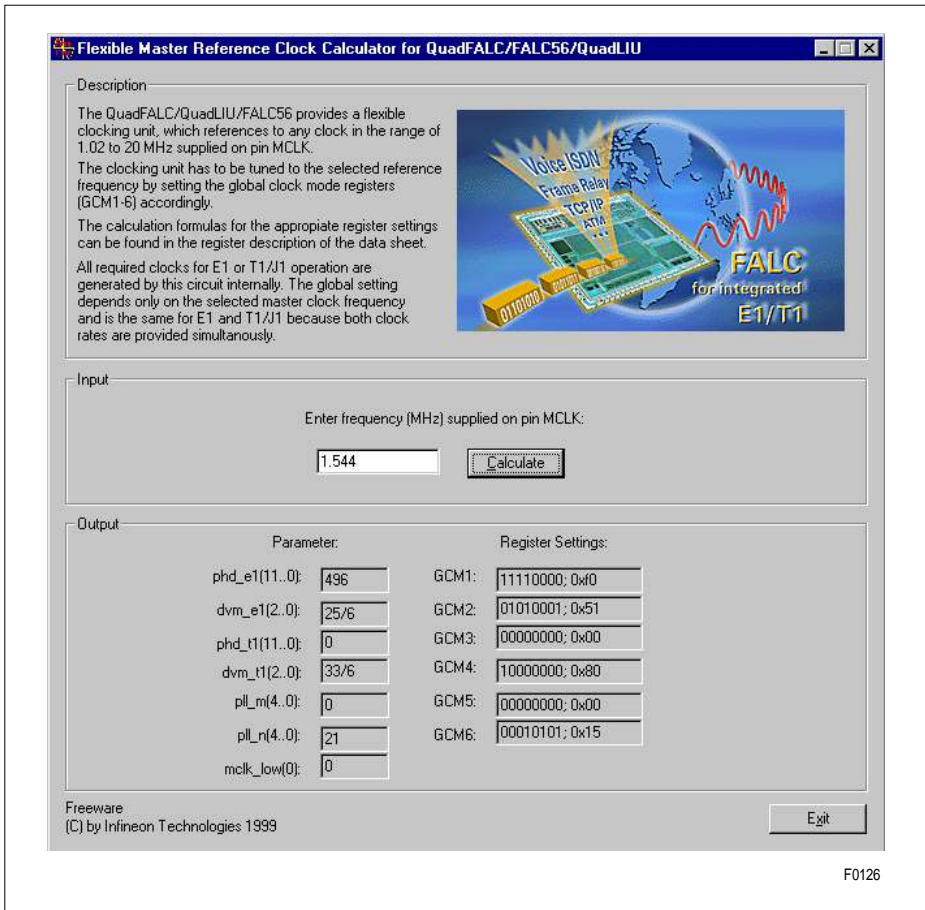 Flexible Master Reference Clock Calculator for QuadFALC/FALC56/QuadLIU
Description
The QuadFALC/QuadLIU/FALC56 provides a flexible
clocking unit, which references to any clock in the range of
1.02 to 20 MHz supplied on pin MCLK.
The clocking unit has to be tuned to the selected reference
frequency by setting the global clock mode registers
(GCM1-6) accordingly.
The calculation formulas for the appropiate register settings
can be found in the register description of the data sheet.
All required clocks for E1 or T1/J1 operation are
generated by this circuit internally. The global setting
depends only on the selected master clock frequency
and is the same for E1 and T1/J1 because both clock
rates are provided simultanously.
Voice ISDN
Frame Relay
TCP/IP
ATM
...
01101010
01010011
01011
0101
FALC
for integrated
E1/T1
Input
Enter frequency (MHz) supplied on pin MCLK:
1.544
Calculate
Output
Parameter:
Register Settings:
phd_e1(11..0): 496 GCM1: 11110000; 0xf0
dvm_e1(2..0): 25/6 GCM2: 01010001; 0x51
phd_t1(11..0): 0 GCM3: 00000000; 0x00
dvm_t1(2..0): 33/6 GCM4: 10000000; 0x80
pll_m(4..0): 0 GCM5: 00000000; 0x00
pll_n(4..0): 21 GCM6: 00010101; 0x15
mclk_low(0): 0
Freeware
(C) by Infineon Technologies 1999
Exit
F0126